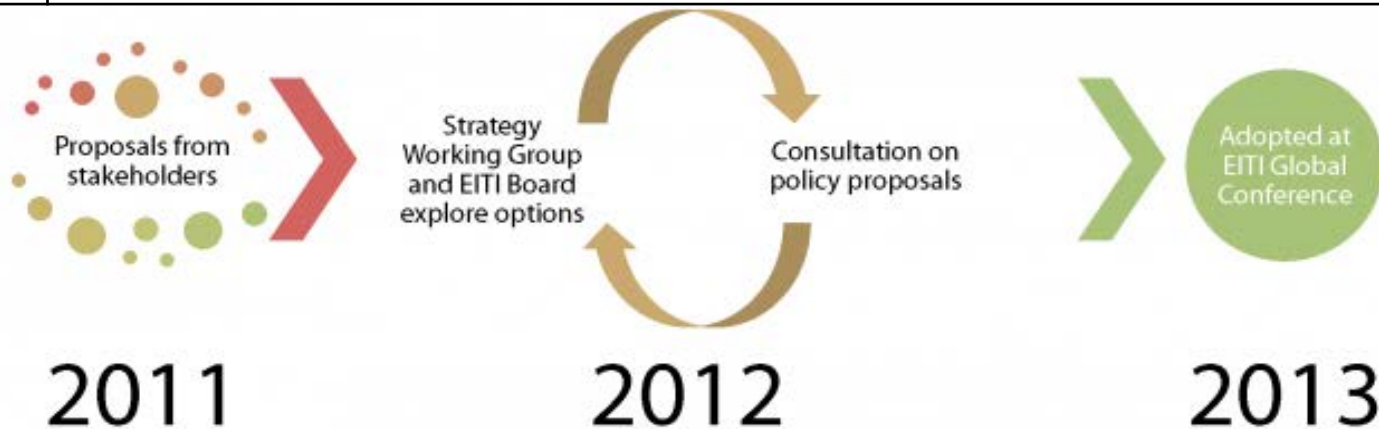 Proposals from
stakeholders
Strategy
Working Group
and EITI Board
explore options
Consultation on
policy proposals
Adopted at
EITI Global
Conference
2011
2012
2013